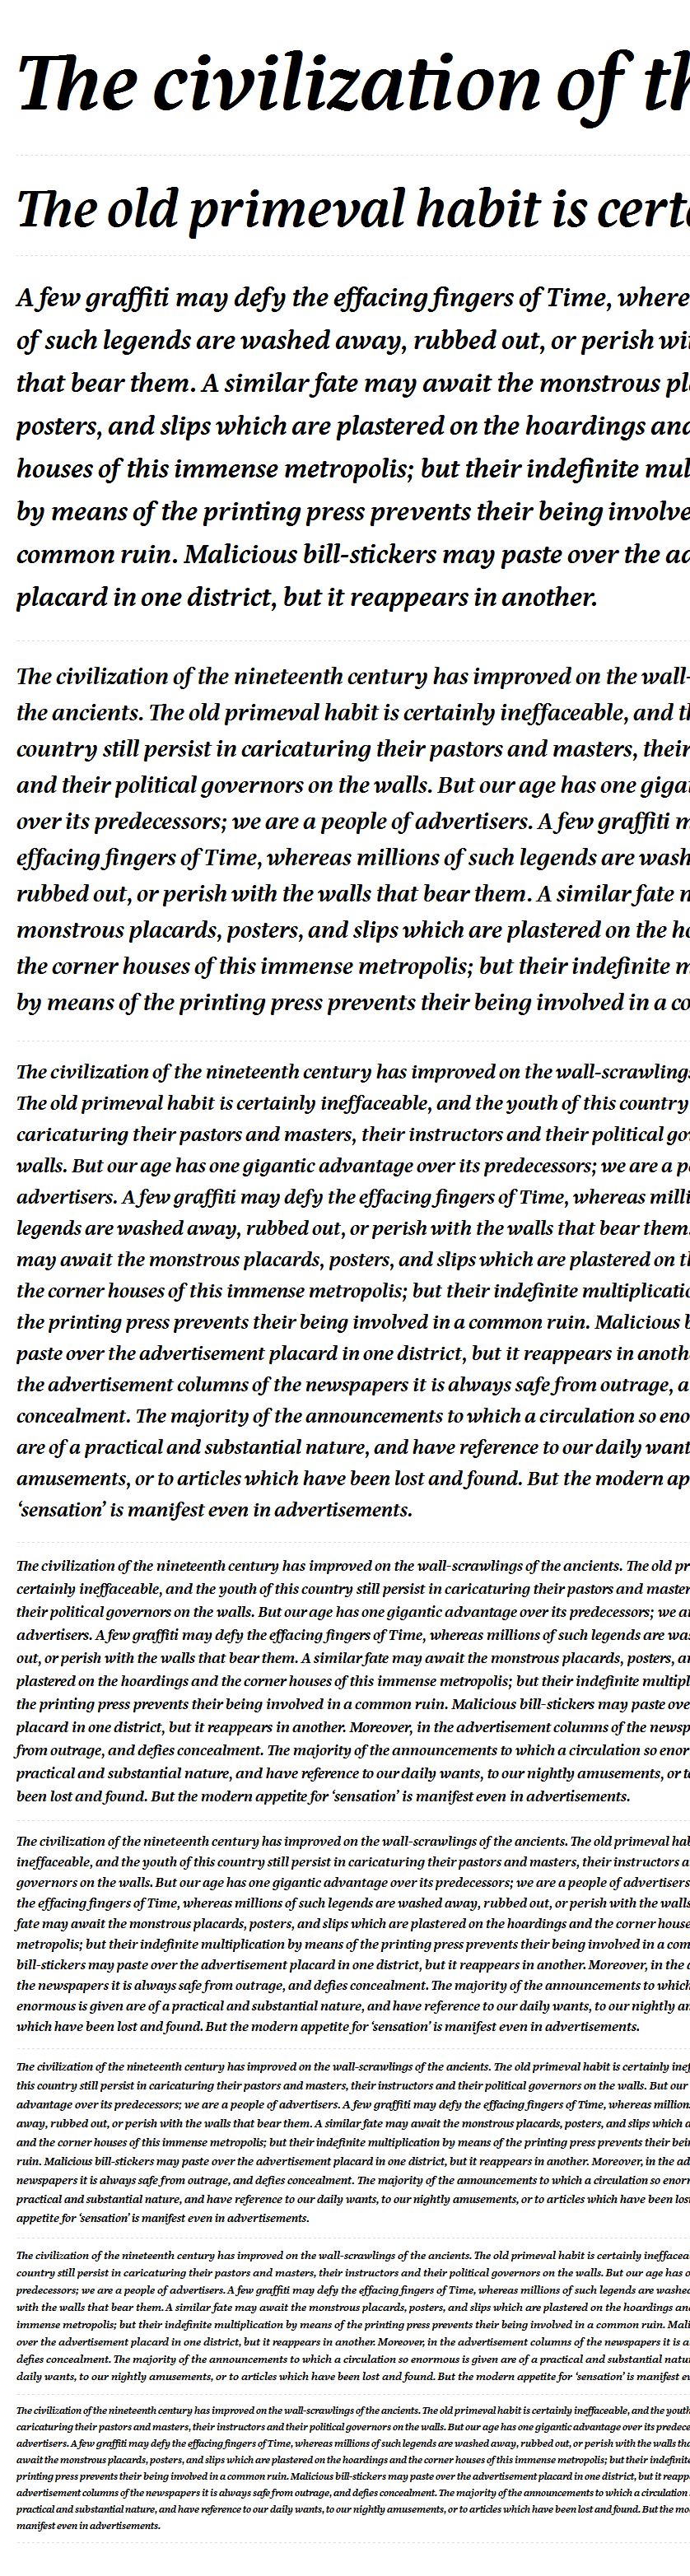 The civilization of th
The old primeval habit is certa
A few graffiti may defy the effacing fingers of Time, where
of such legends are washed away, rubbed out, or perish wi
that bear them. A similar fate may await the monstrous pl
posters, and slips which are plastered on the hoardings and
houses of this immense metropolis; but their indefinite mul
by means of the printing press prevents their being involve
common ruin. Malicious bill-stickers may paste over the ad
placard in one district, but it reappears in another.
The civilization of the nineteenth century has improved on the wall-
the ancients. The old primeval habit is certainly ineffaceable, and th
country still persist in caricaturing their pastors and masters, their
and their political governors on the walls. But our age has one gigan
over its predecessors; we are a people of advertisers. A few graffiti m
effacing fingers of Time, whereas millions of such legends are wash
rubbed out, or perish with the walls that bear them. A similar fate m
monstrous placards, posters, and slips which are plastered on the ho
the corner houses of this immense metropolis; but their indefinite m
by means of the printing press prevents their being involved in a co
The civilization of the nineteenth century has improved on the wall-scrawlings
The old primeval habit is certainly ineffaceable, and the youth of this country
caricaturing their pastors and masters, their instructors and their political gov
walls. But our age has one gigantic advantage over its predecessors; we are a pe
advertisers. A few graffiti may defy the effacing fingers of Time, whereas milli
legends are washed away, rubbed out, or perish with the walls that bear them.
may await the monstrous placards, posters, and slips which are plastered on th
the corner houses of this immense metropolis; but their indefinite multiplicatio
the printing press prevents their being involved in a common ruin. Malicious b
paste over the advertisement placard in one district, but it reappears in anothe
the advertisement columns of the newspapers it is always safe from outrage, a
concealment. The majority of the announcements to which a circulation so eno
are of a practical and substantial nature, and have reference to our daily want
amusements, or to articles which have been lost and found. But the modern ap
‘sensation’ is manifest even in advertisements.
The civilization of the nineteenth century has improved on the wall-scrawlings of the ancients. The old pr
certainly ineffaceable, and the youth of this country still persist in caricaturing their pastors and master
their political governors on the walls. But our age has one gigantic advantage over its predecessors; we ar
advertisers. A few graffiti may defy the effacing fingers of Time, whereas millions of such legends are was
out, or perish with the walls that bear them. A similar fate may await the monstrous placards, posters, an
plastered on the hoardings and the corner houses of this immense metropolis; but their indefinite multipl
the printing press prevents their being involved in a common ruin. Malicious bill-stickers may paste ove
placard in one district, but it reappears in another. Moreover, in the advertisement columns of the newsp
from outrage, and defies concealment. The majority of the announcements to which a circulation so enor
practical and substantial nature, and have reference to our daily wants, to our nightly amusements, or to
been lost and found. But the modern appetite for ‘sensation’ is manifest even in advertisements.
The civilization of the nineteenth century has improved on the wall-scrawlings of the ancients. The old primeval hab
ineffaceable, and the youth of this country still persist in caricaturing their pastors and masters, their instructors a
governors on the walls. But our age has one gigantic advantage over its predecessors; we are a people of advertisers
the effacing fingers of Time, whereas millions of such legends are washed away, rubbed out, or perish with the walls
fate may await the monstrous placards, posters, and slips which are plastered on the hoardings and the corner house
metropolis; but their indefinite multiplication by means of the printing press prevents their being involved in a com
bill-stickers may paste over the advertisement placard in one district, but it reappears in another. Moreover, in the a
the newspapers it is always safe from outrage, and defies concealment. The majority of the announcements to which
enormous is given are of a practical and substantial nature, and have reference to our daily wants, to our nightly am
which have been lost and found. But the modern appetite for ‘sensation’ is manifest even in advertisements.
The civilization of the nineteenth century has improved on the wall-scrawlings of the ancients. The old primeval habit is certainly inef
this country still persist in caricaturing their pastors and masters, their instructors and their political governors on the walls. But our
advantage over its predecessors; we are a people of advertisers. A few graffiti may defy the effacing fingers of Time, whereas million
away, rubbed out, or perish with the walls that bear them. A similar fate may await the monstrous placards, posters, and slips which a
and the corner houses of this immense metropolis; but their indefinite multiplication by means of the printing press prevents their bein
ruin. Malicious bill-stickers may paste over the advertisement placard in one district, but it reappears in another. Moreover, in the ad
newspapers it is always safe from outrage, and defies concealment. The majority of the announcements to which a circulation so enorm
practical and substantial nature, and have reference to our daily wants, to our nightly amusements, or to articles which have been los
appetite for ‘sensation’ is manifest even in advertisements.
The civilization of the nineteenth century has improved on the wall-scrawlings of the ancients. The old primeval habit is certainly ineffaceal
country still persist in caricaturing their pastors and masters, their instructors and their political governors on the walls. But our age has o
predecessors; we are a people of advertisers. A few graffiti may defy the effacing fingers of Time, whereas millions of such legends are washed
with the walls that bear them. A similar fate may await the monstrous placards, posters, and slips which are plastered on the hoardings and
immense metropolis; but their indefinite multiplication by means of the printing press prevents their being involved in a common ruin. Mali
over the advertisement placard in one district, but it reappears in another. Moreover, in the advertisement columns of the newspapers it is a
defies concealment. The majority of the announcements to which a circulation so enormous is given are of a practical and substantial natur
daily wants, to our nightly amusements, or to articles which have been lost and found. But the modern appetite for ‘sensation’ is manifest ev
The civilization of the nineteenth century has improved on the wall-scrawlings of the ancients. The old primeval habit is certainly ineffaceable, and the youth
caricaturing their pastors and masters, their instructors and their political governors on the walls. But our age has one gigantic advantage over its predece
advertisers. A few graffiti may defy the effacing fingers of Time, whereas millions of such legends are washed away, rubbed out, or perish with the walls tha
await the monstrous placards, posters, and slips which are plastered on the hoardings and the corner houses of this immense metropolis; but their indefinite
printing press prevents their being involved in a common ruin. Malicious bill-stickers may paste over the advertisement placard in one district, but it reapp
advertisement columns of the newspapers it is always safe from outrage, and defies concealment. The majority of the announcements to which a circulation
practical and substantial nature, and have reference to our daily wants, to our nightly amusements, or to articles which have been lost and found. But the mo
manifest even in advertisements.